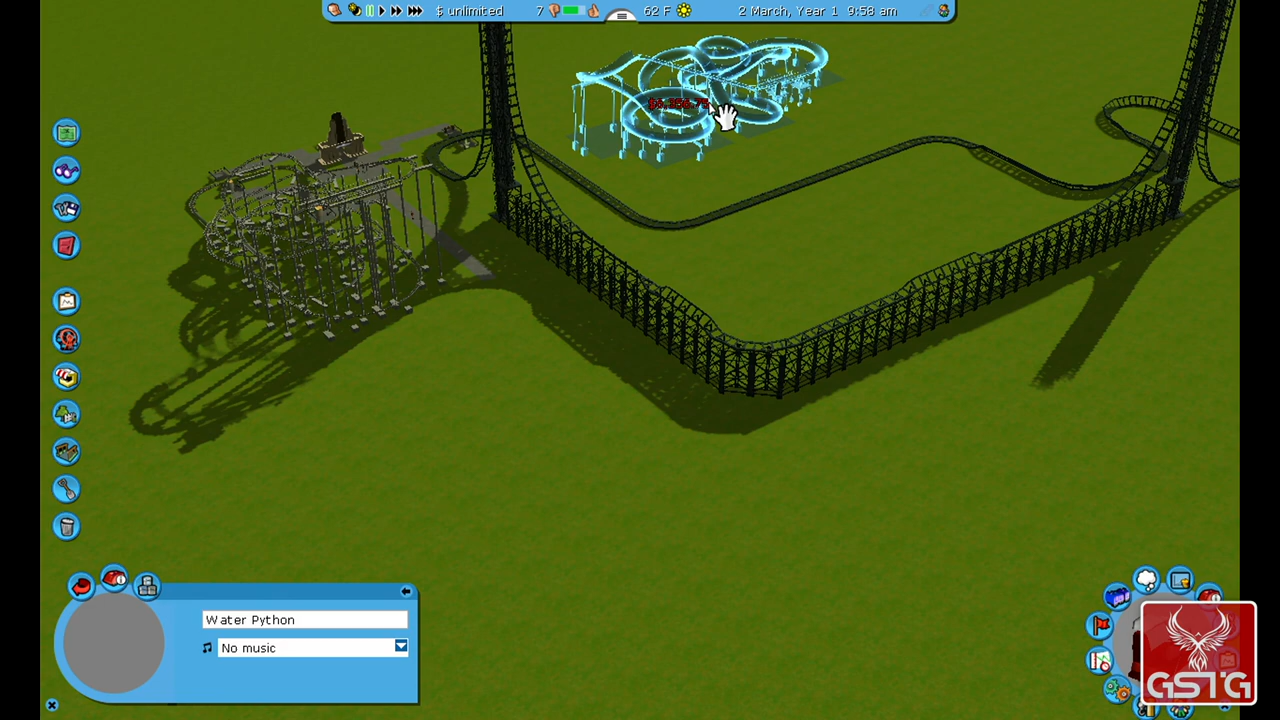 $ unlimited 7 62 F 2 March, Year 1 9:58 am
Water Python
No music
GSTG